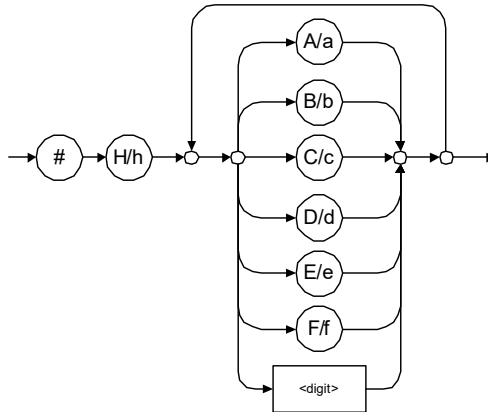 A/a
B/b
# H/h C/c
D/d
E/e
F/f
<digit>